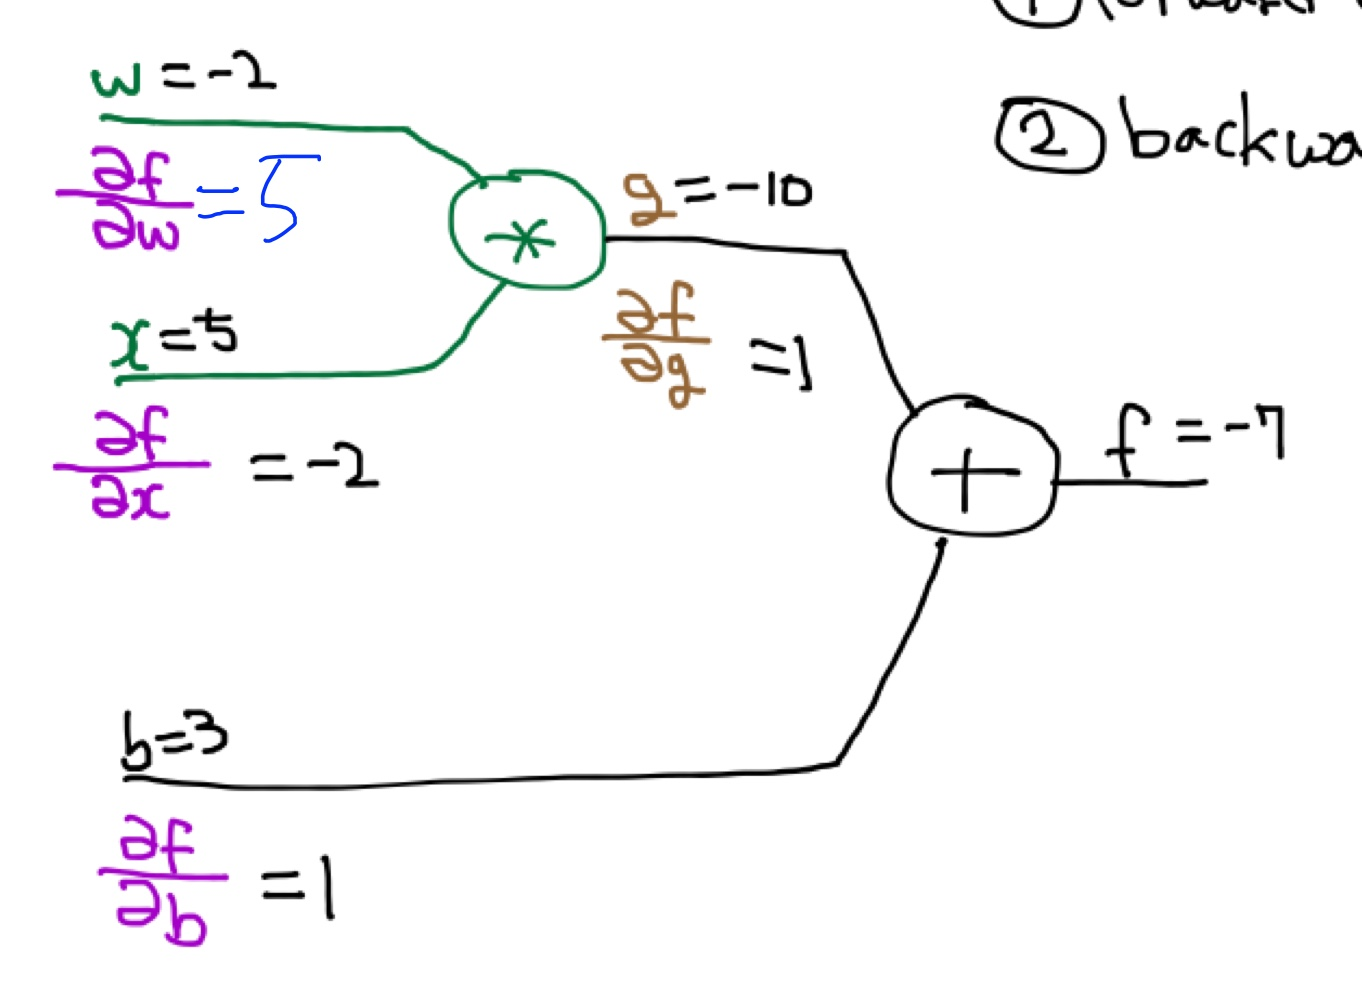 w = -2
② backwa
∂f/∂w = 5
g = -10
*
x = 5
∂f/∂g = 1
∂f/∂x = -2
+
f = -7
b = 3
∂f/∂b = 1